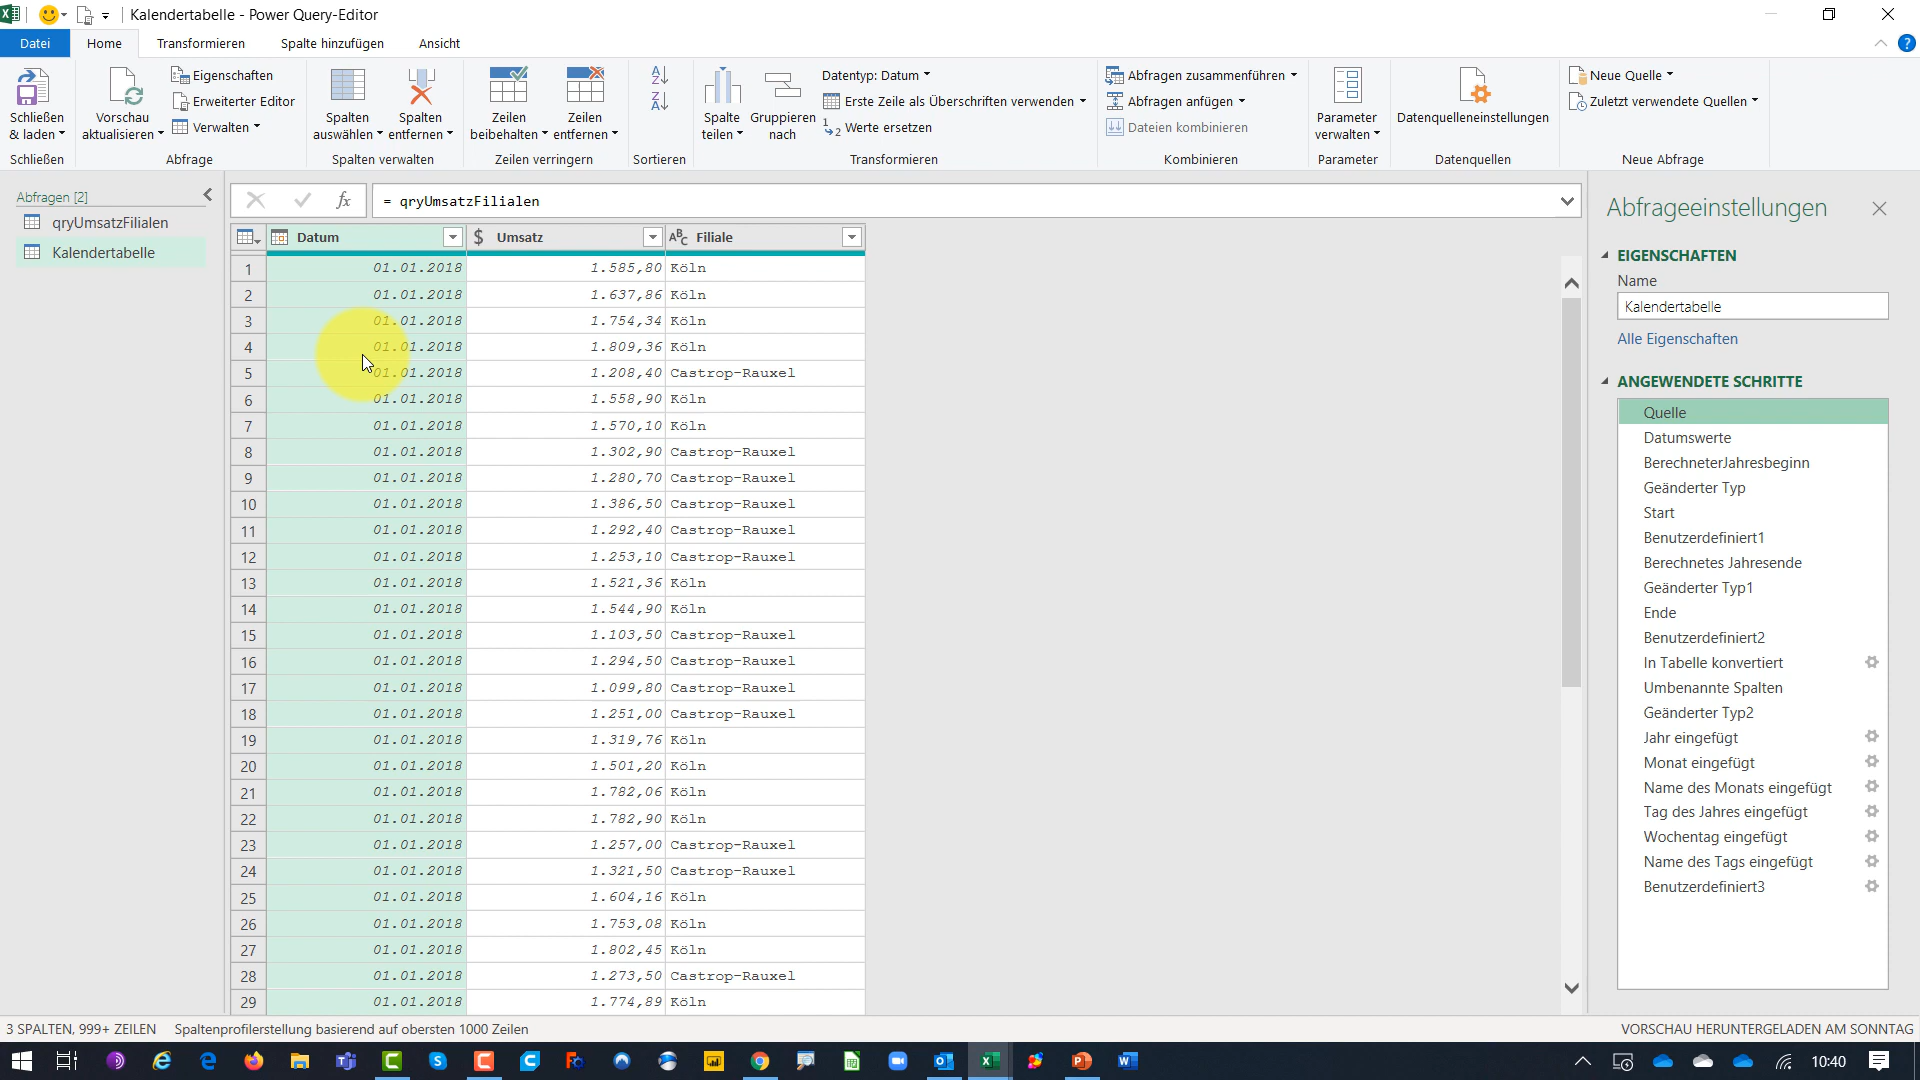 Kalendertabelle - Power Query-Editor
Datei
Home
Transformieren
Spalte hinzufügen
Ansicht
Schließen
& laden
Schließen
Vorschau
aktualisieren
Eigenschaften
Erweiterter Editor
Verwalten
Abfrage
Spalten
auswählen
Spalten
entfernen
Spalten verwalten
Zeilen
beibehalten
Zeilen
entfernen
Zeilen verringern
Sortieren
Spalte
teilen
Gruppieren
nach
Datentyp: Datum
Erste Zeile als Überschriften verwenden
Werte ersetzen
Transformieren
Abfragen zusammenführen
Abfragen anfügen
Dateien kombinieren
Kombinieren
Parameter
verwalten
Parameter
Datenquelleneinstellungen
Datenquellen
Neue Quelle
Zuletzt verwendete Quellen
Neue Abfrage
Abfragen [2]
qryUmsatzFilialen
Kalendertabelle
fx
= qryUmsatzFilialen
Datum $ Umsatz ABC Filiale
1 01.01.2018 1.585,80 Köln
2 01.01.2018 1.637,86 Köln
3 01.01.2018 1.754,34 Köln
4 01.01.2018 1.809,36 Köln
5 01.01.2018 1.208,40 Castrop-Rauxel
6 01.01.2018 1.558,90 Köln
7 01.01.2018 1.570,10 Köln
8 01.01.2018 1.302,90 Castrop-Rauxel
9 01.01.2018 1.280,70 Castrop-Rauxel
10 01.01.2018 1.386,50 Castrop-Rauxel
11 01.01.2018 1.292,40 Castrop-Rauxel
12 01.01.2018 1.253,10 Castrop-Rauxel
13 01.01.2018 1.521,36 Köln
14 01.01.2018 1.544,90 Köln
15 01.01.2018 1.103,50 Castrop-Rauxel
16 01.01.2018 1.294,50 Castrop-Rauxel
17 01.01.2018 1.099,80 Castrop-Rauxel
18 01.01.2018 1.251,00 Castrop-Rauxel
19 01.01.2018 1.319,76 Köln
20 01.01.2018 1.501,20 Köln
21 01.01.2018 1.782,06 Köln
22 01.01.2018 1.782,90 Köln
23 01.01.2018 1.257,00 Castrop-Rauxel
24 01.01.2018 1.321,50 Castrop-Rauxel
25 01.01.2018 1.604,16 Köln
26 01.01.2018 1.753,08 Köln
27 01.01.2018 1.802,45 Köln
28 01.01.2018 1.273,50 Castrop-Rauxel
29 01.01.2018 1.774,89 Köln
Abfrageeinstellungen
EIGENSCHAFTEN
Name
Kalendertabelle
Alle Eigenschaften
ANGEWENDETE SCHRITTE
Quelle
Datumswerte
BerechneterJahresbeginn
Geänderter Typ
Start
Benutzerdefiniert1
Berechnetes Jahresende
Geänderter Typ1
Ende
Benutzerdefiniert2
In Tabelle konvertiert
Umbenannte Spalten
Geänderter Typ2
Jahr eingefügt
Monat eingefügt
Name des Monats eingefügt
Tag des Jahres eingefügt
Wochentag eingefügt
Name des Tags eingefügt
Benutzerdefiniert3
3 SPALTEN, 999+ ZEILEN
Spaltenprofilerstellung basierend auf obersten 1000 Zeilen
VORSCHAU HERUNTERGELADEN AM SONNTAG
10:40